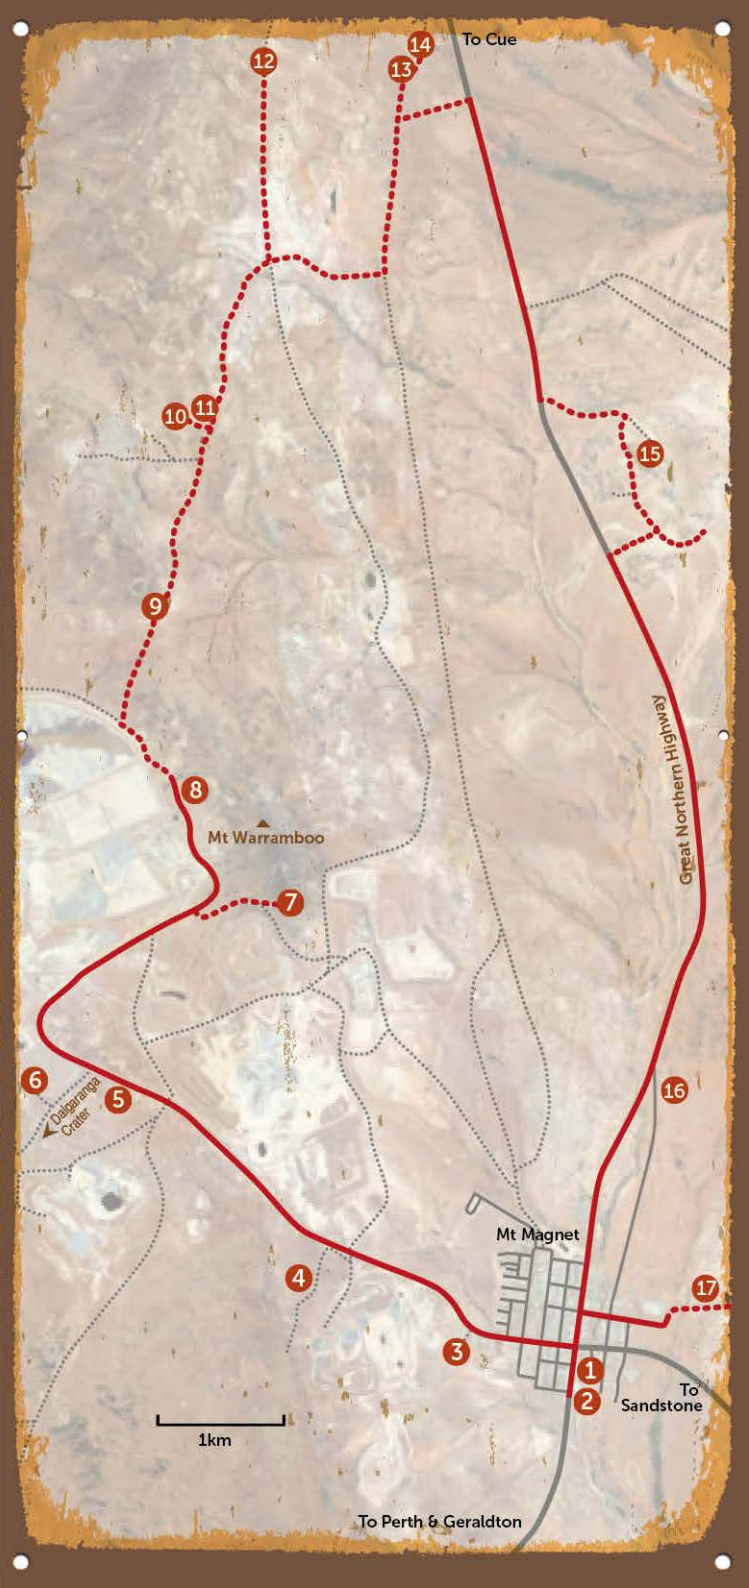 14
To Cue
12
13
10
11
15
9
Great Northern Highway
8
Mt Warramboo
7
6
5
Dalgaranga
Crater
16
Mt Magnet
4
17
3
1
2
To
Sandstone
1km
To Perth & Geraldton